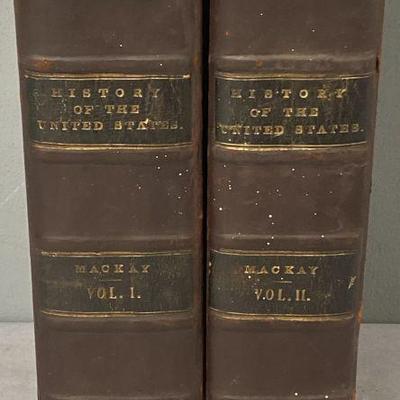 HISTORY
OF THE
UNITED STATES.
MACKAY
VOL. I.
HISTORY
OF THE
UNITED STATES.
MACKAY
VOL. II.